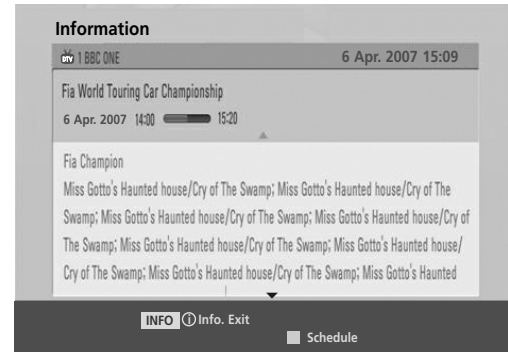 Information
DTV 1 BBC ONE 6 Apr. 2007 15:09
Fia World Touring Car Championship
6 Apr. 2007 14:00 15:20
Fia Champion
Miss Gotto's Haunted house/Cry of The Swamp; Miss Gotto's Haunted house/Cry of The
Swamp; Miss Gotto's Haunted house/Cry of The Swamp; Miss Gotto's Haunted house/Cry of
The Swamp; Miss Gotto's Haunted house/Cry of The Swamp; Miss Gotto's Haunted house/
Cry of The Swamp; Miss Gotto's Haunted house/Cry of The Swamp; Miss Gotto's Haunted
INFO i Info. Exit
Schedule